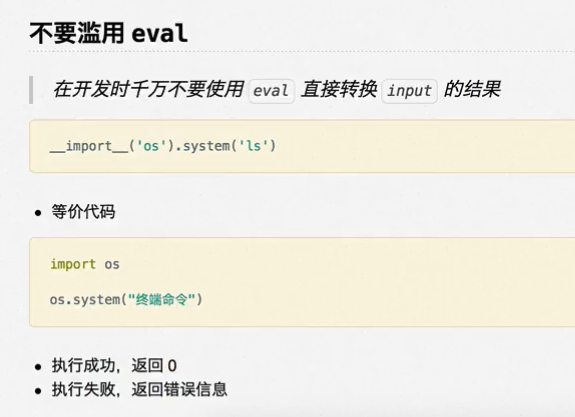 不要滥用 eval
在开发时千万不要使用 eval 直接转换 input 的结果
__import__('os').system('ls')
等价代码
import os
os.system("终端命令")
执行成功，返回 0
执行失败，返回错误信息